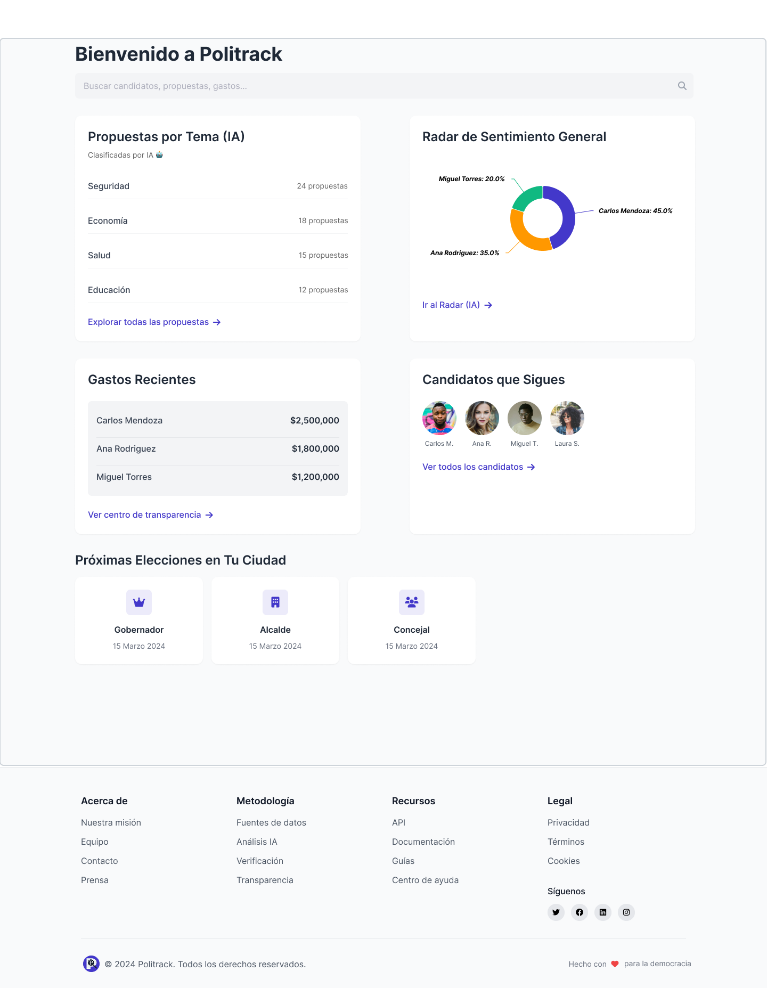 Bienvenido a Politrack
Buscar candidatos, propuestas, gastos...
Propuestas por Tema (IA)
Clasificadas por IA
Seguridad 24 propuestas
Economía 18 propuestas
Salud 15 propuestas
Educación 12 propuestas
Explorar todas las propuestas →
Radar de Sentimiento General
Miguel Torres: 20.0%
Carlos Mendoza: 45.0%
Ana Rodriguez: 35.0%
Ir al Radar (IA) →
Gastos Recientes
Carlos Mendoza $2,500,000
Ana Rodriguez $1,800,000
Miguel Torres $1,200,000
Ver centro de transparencia →
Candidatos que Sigues
Carlos M. Ana R. Miguel T. Laura S.
Ver todos los candidatos →
Próximas Elecciones en Tu Ciudad
Gobernador
15 Marzo 2024
Alcalde
15 Marzo 2024
Concejal
15 Marzo 2024
Acerca de
Nuestra misión
Equipo
Contacto
Prensa
Metodología
Fuentes de datos
Análisis IA
Verificación
Transparencia
Recursos
API
Documentación
Guías
Centro de ayuda
Legal
Privacidad
Términos
Cookies
Síguenos
© 2024 Politrack. Todos los derechos reservados.
Hecho con ❤ para la democracia